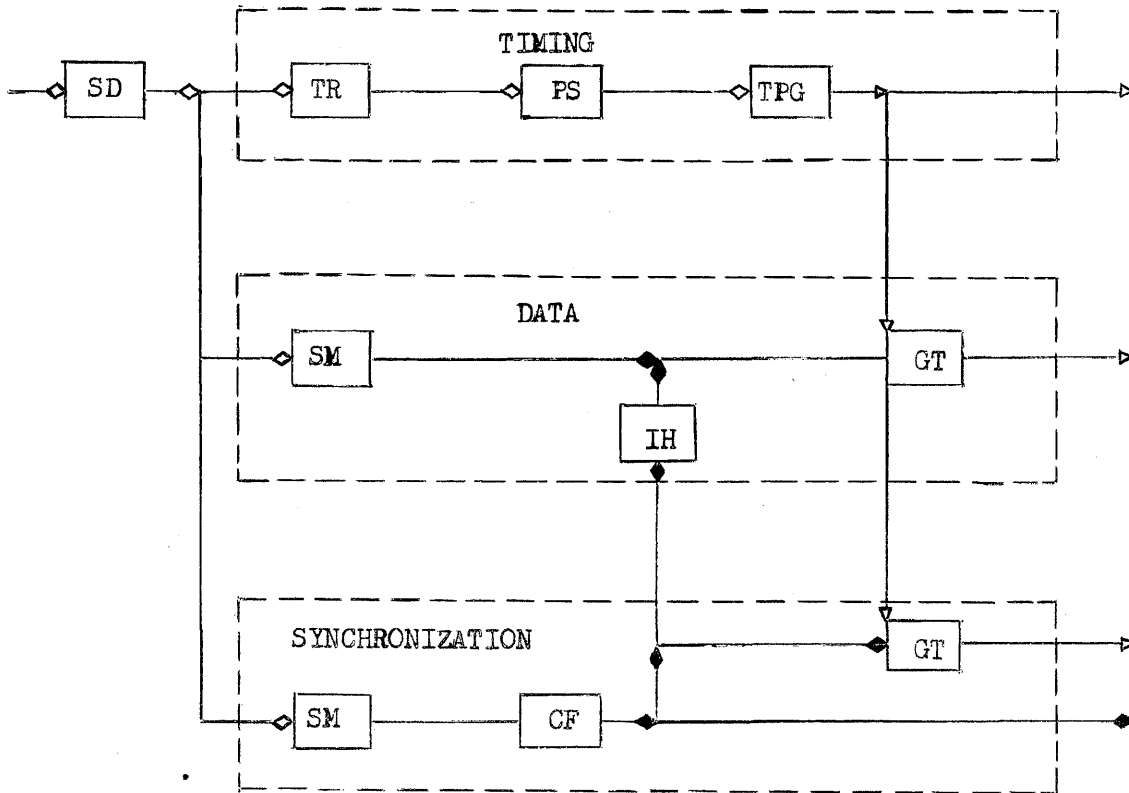 TIMING
SD
TR
PS
TPG
DATA
SM
GT
IH
SYNCHRONIZATION
GT
SM
CF